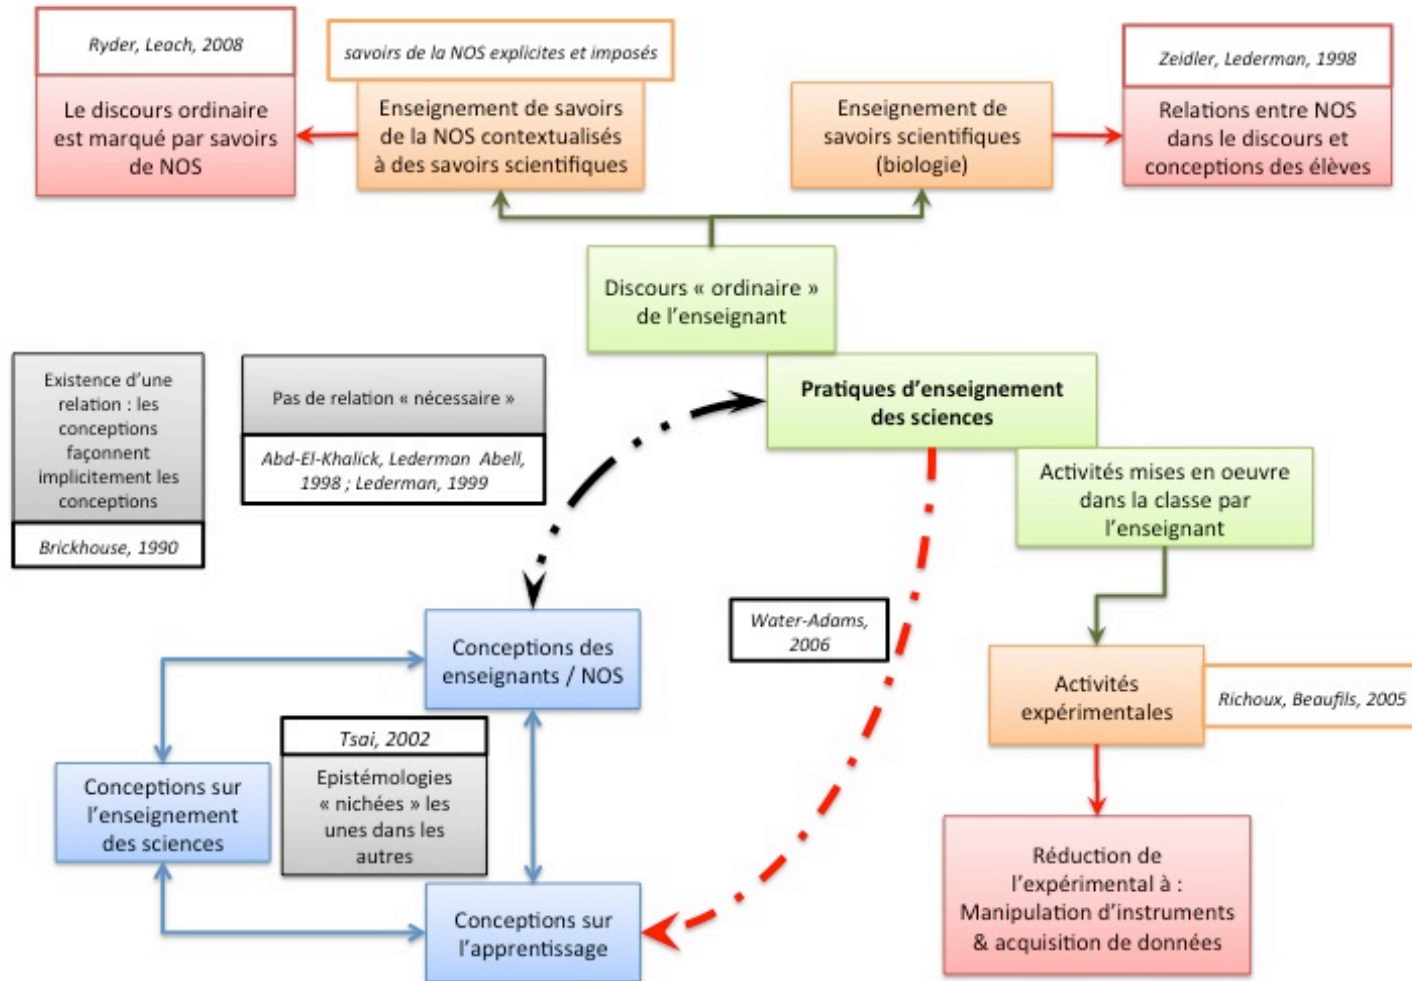 Ryder, Leach, 2008
Le discours ordinaire
est marqué par savoirs
de NOS
savoirs de la NOS explicites et imposés
Enseignement de savoirs
de la NOS contextualisés
à des savoirs scientifiques
Enseignement de
savoirs scientifiques
(biologie)
Zeidler, Lederman, 1998
Relations entre NOS
dans le discours et
conceptions des élèves
Discours « ordinaire »
de l'enseignant
Existence d'une
relation : les
conceptions
façonnent
implicitement les
conceptions
Brickhouse, 1990
Pas de relation « nécessaire »
Abd-El-Khalick, Lederman Abell,
1998 ; Lederman, 1999
Pratiques d'enseignement
des sciences
Activités mises en oeuvre
dans la classe par
l'enseignant
Conceptions des
enseignants / NOS
Water-Adams,
2006
Activités
expérimentales
Richoux, Beaufils, 2005
Tsai, 2002
Epistémologies
« nichées » les
unes dans les
autres
Conceptions sur
l'enseignement
des sciences
Conceptions sur
l'apprentissage
Réduction de
l'expérimental à :
Manipulation d'instruments
& acquisition de données